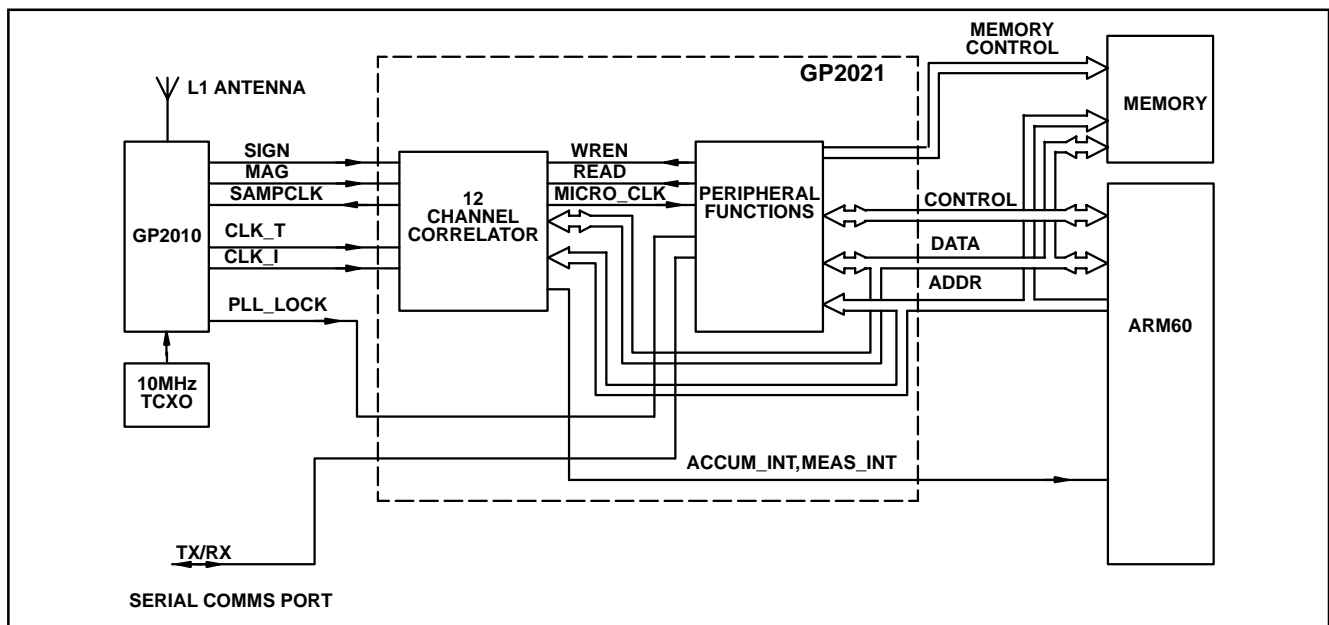 MEMORY
CONTROL
GP2021
L1 ANTENNA
MEMORY
SIGN
WREN
MAG
READ
SAMPCLK
MICRO_CLK
12
CHANNEL
CORRELATOR
PERIPHERAL
FUNCTIONS
CONTROL
GP2010
CLK_T
DATA
CLK_I
ADDR
PLL_LOCK
ARM60
10MHz
TCXO
ACCUM_INT,MEAS_INT
TX/RX
SERIAL COMMS PORT